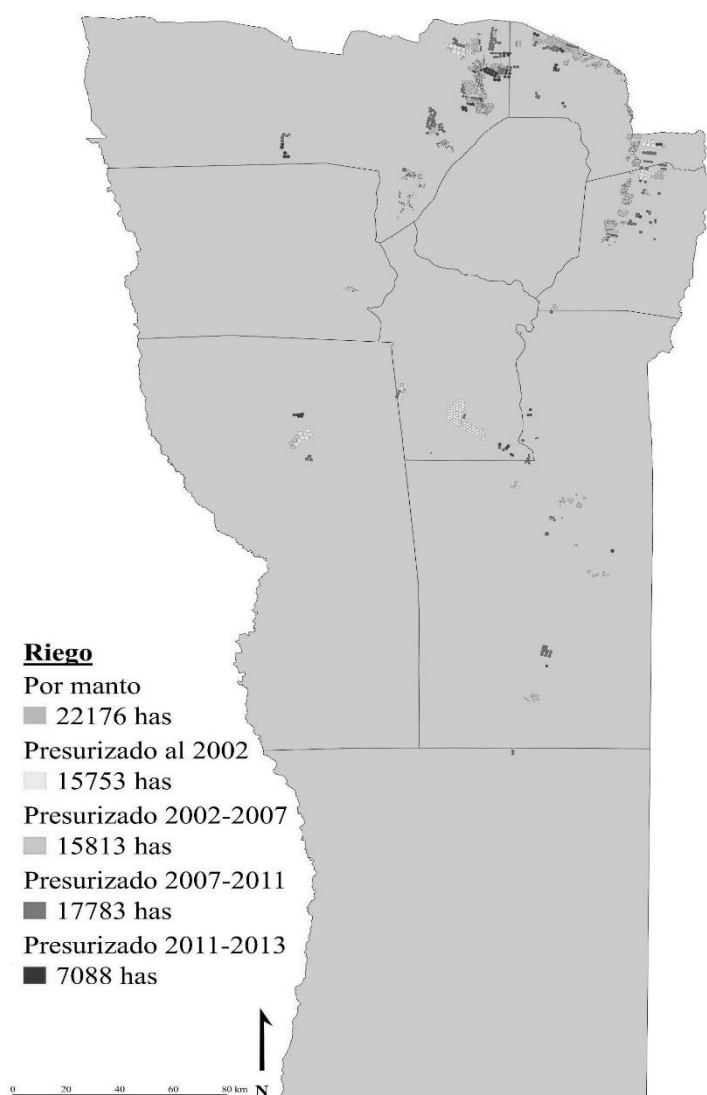 Riego
Por manto
22176 has
Presurizado al 2002
15753 has
Presurizado 2002-2007
15813 has
Presurizado 2007-2011
17783 has
Presurizado 2011-2013
7088 has
0 20 40 60 80 km
N